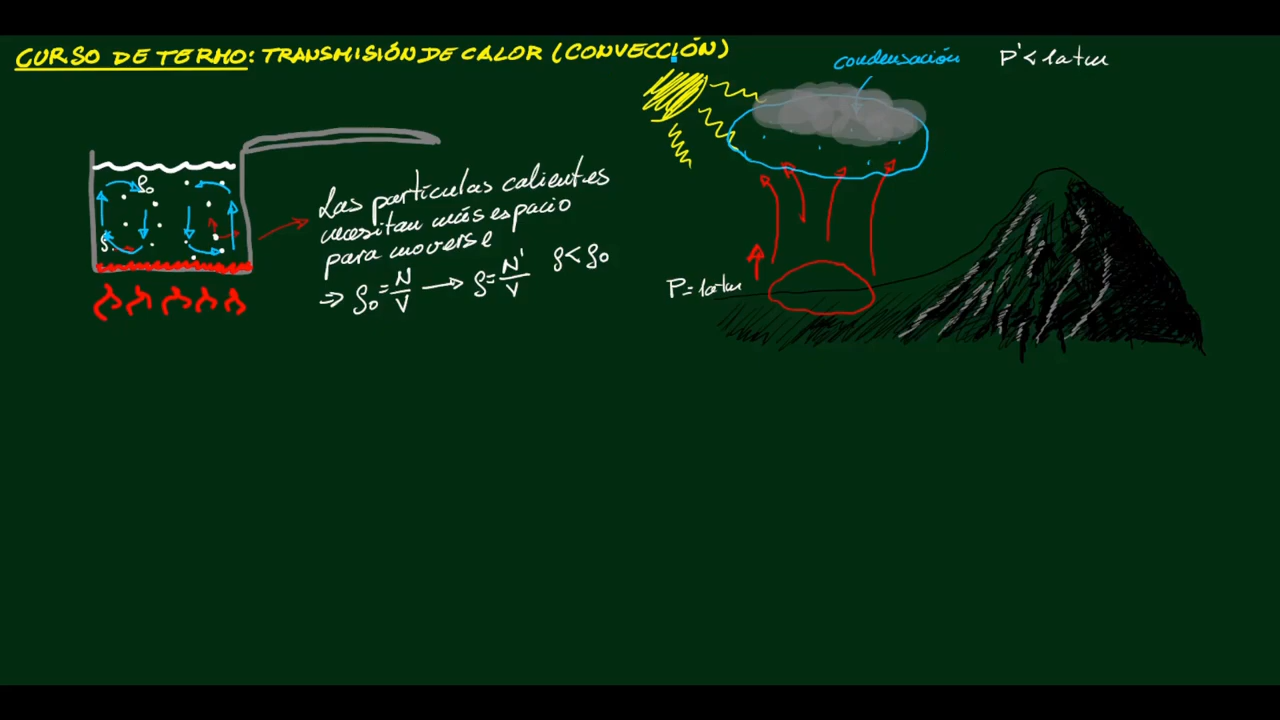 CURSO DE TERMO: TRANSMISIÓN DE CALOR (CONVECCIÓN)
condensación
P' < 1atm
ρ₀
ρ
Las partículas calientes
necesitan más espacio
para moverse
⇒ ρ₀ = N/V → ρ = N'/V ρ < ρ₀
P = 1atm